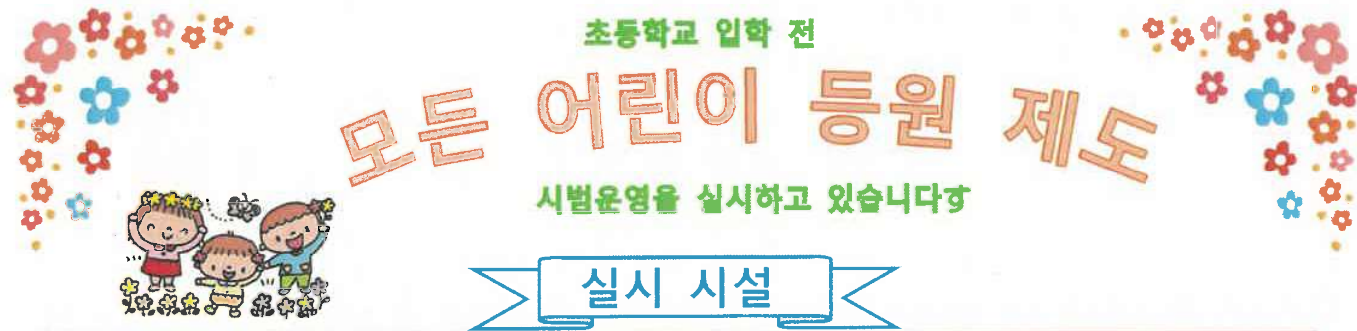 초등학교 입학 전
모든 어린이 등원 제도
시범운영을 실시하고 있습니다す
실시 시설